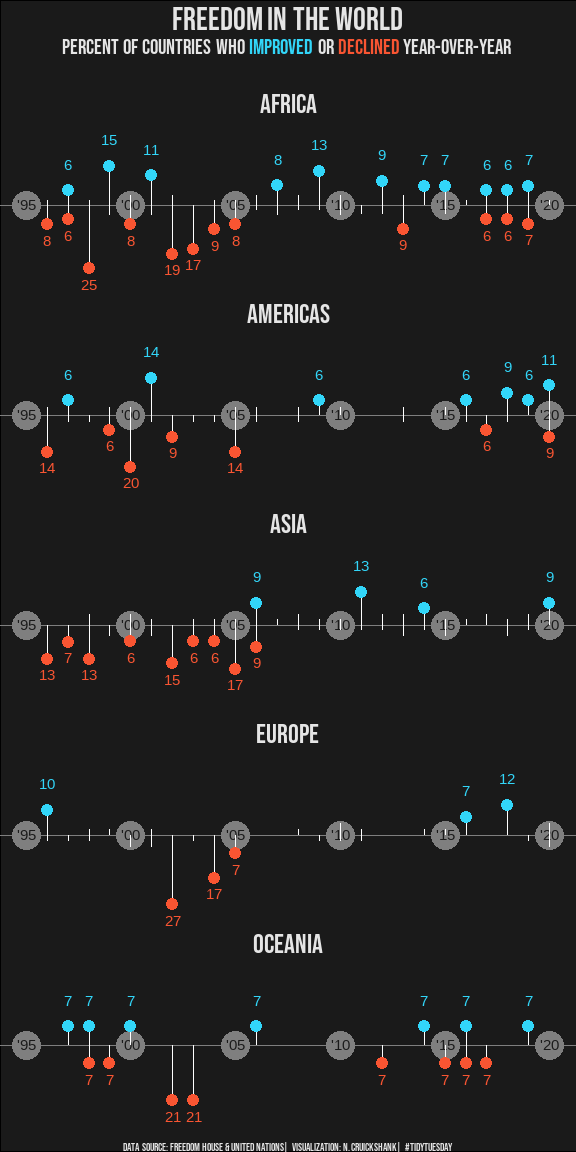 FREEDOM IN THE WORLD
PERCENT OF COUNTRIES WHO IMPROVED OR DECLINED YEAR-OVER-YEAR
AFRICA
6 15 11 8 13 9 7 7 6 6 7
'95 '00 '05 '10 '15 '20
8 6 25 8 19 17 9 8 9 6 6 7
AMERICAS
6 14 6 6 9 6 11
'95 '00 '05 '10 '15 '20
14 6 20 9 14 6 9
ASIA
9 13 6 9
'95 '00 '05 '10 '15 '20
13 7 13 6 15 6 6 17 9
EUROPE
10 7 12
'95 '00 '05 '10 '15 '20
27 17 7
OCEANIA
7 7 7 7 7 7 7
'95 '00 '05 '10 '15 '20
7 7 21 21 7 7 7 7
DATA SOURCE: FREEDOM HOUSE & UNITED NATIONS| VISUALIZATION: N. CRUICKSHANK| #TIDYTUESDAY